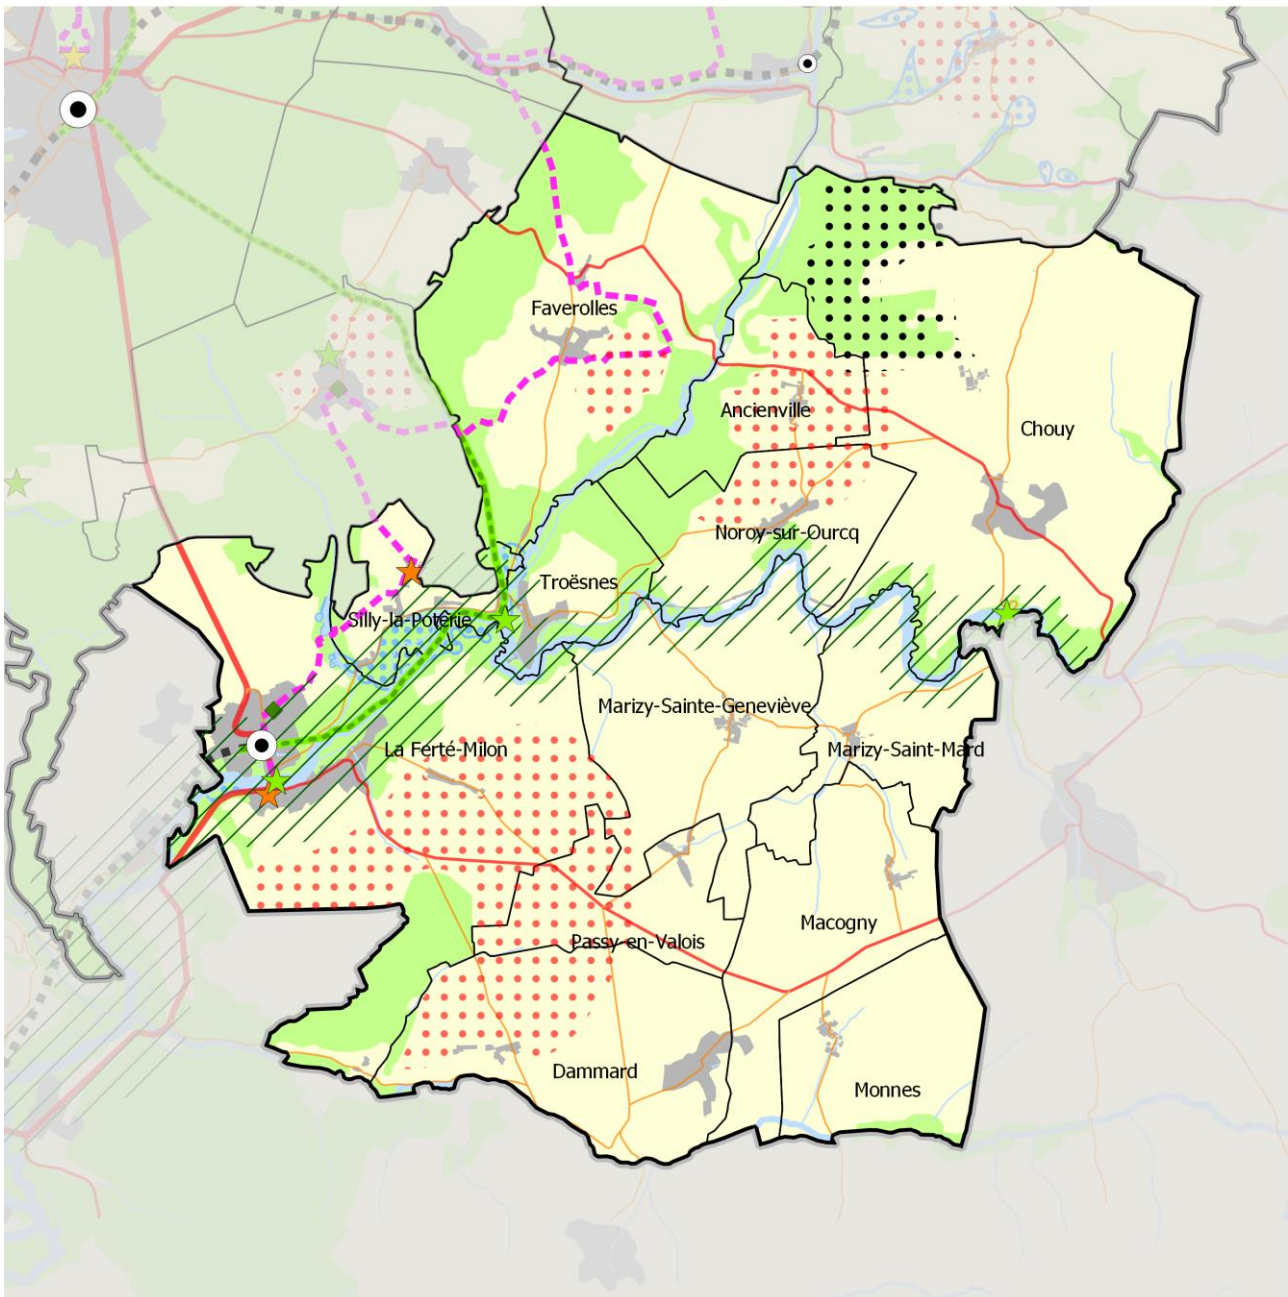 Faverolles
Ancienville
Chouy
Noroy-sur-Ourcq
Troësnes
Silly-la-Poterie
Marizy-Sainte-Geneviève
La Ferté-Milon
Marizy-Saint-Mard
Macogny
Passy-en-Valois
Dammard
Monnes